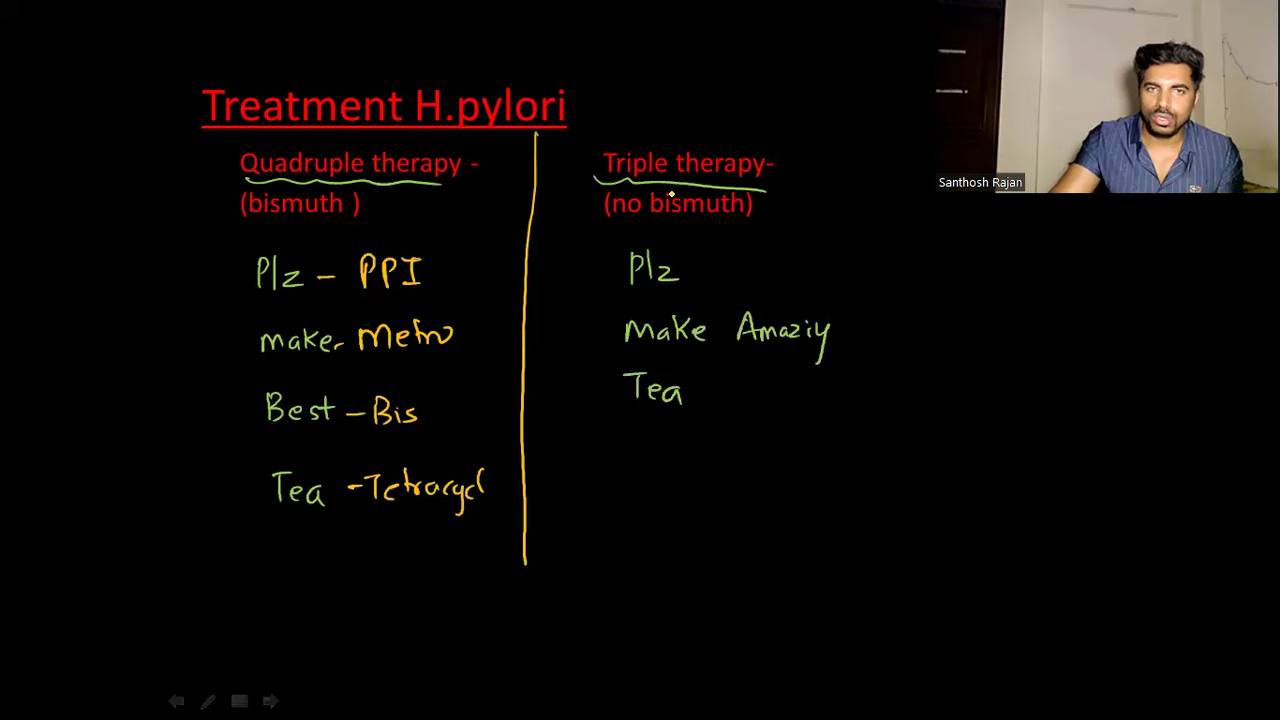 Treatment H.pylori
Quadruple therapy -
(bismuth )
Plz - PPI
make - Metro
Best - Bis
Tea - Tetracycl
Triple therapy-
(no bismuth)
Plz
Make Amaziy
Tea
Santhosh Rajan